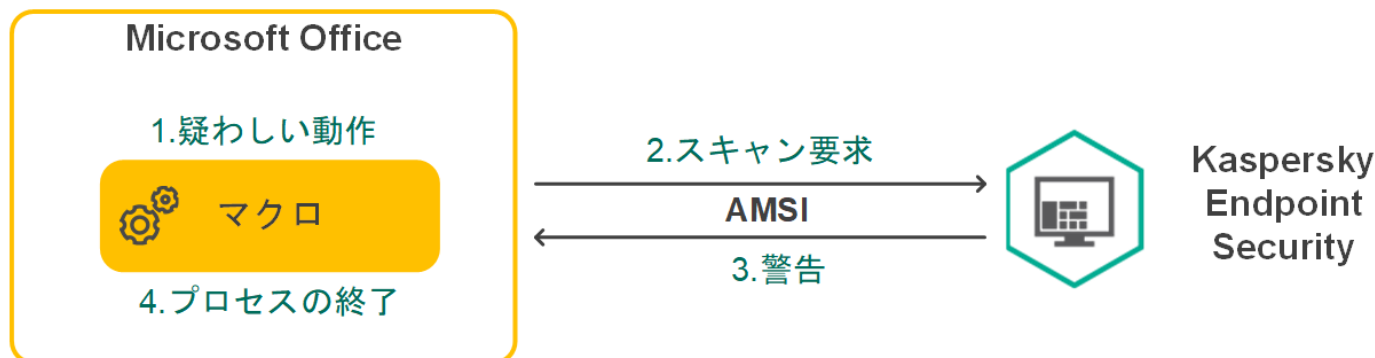 Microsoft Office
1.疑わしい動作
マクロ
4.プロセスの終了
2.スキャン要求
AMSI
3.警告
Kaspersky
Endpoint
Security